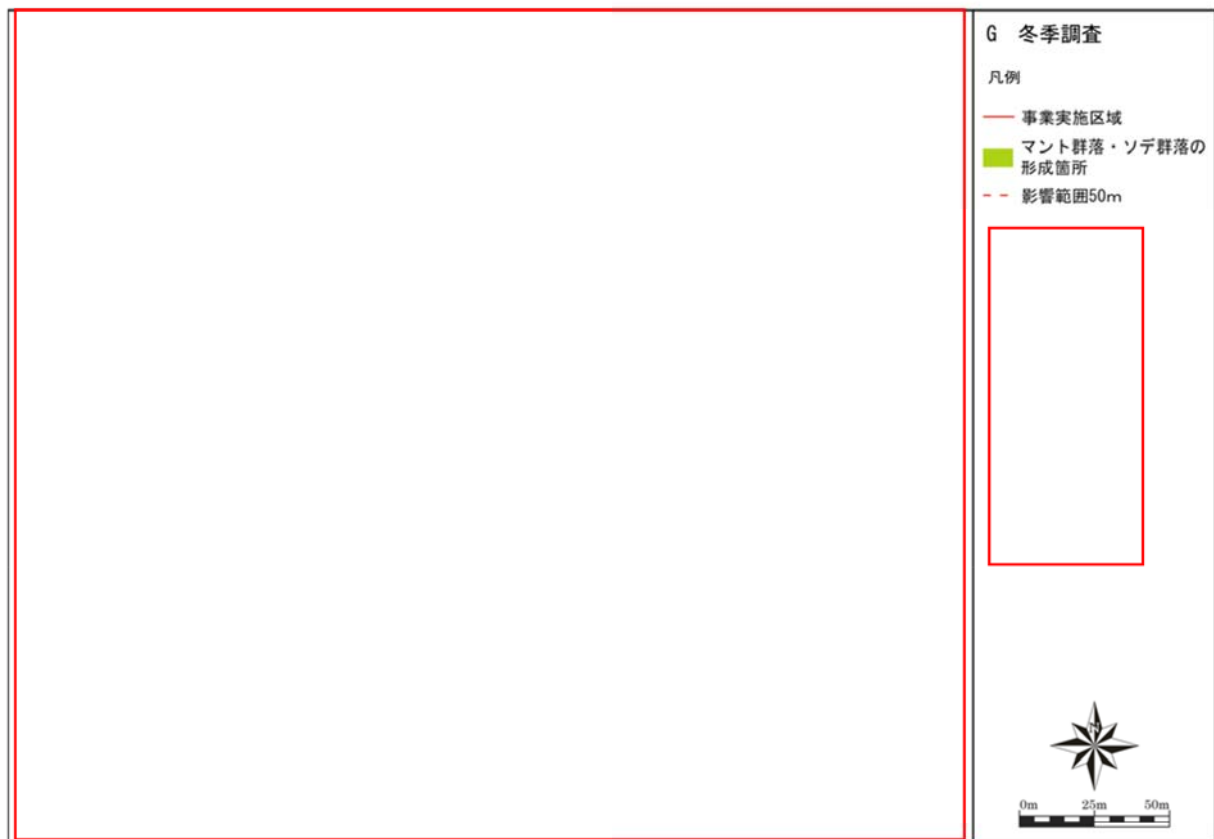 G 冬季調査
凡例
事業実施区域
マント群落・ソデ群落の
形成箇所
影響範囲50m
N
0m 25m 50m